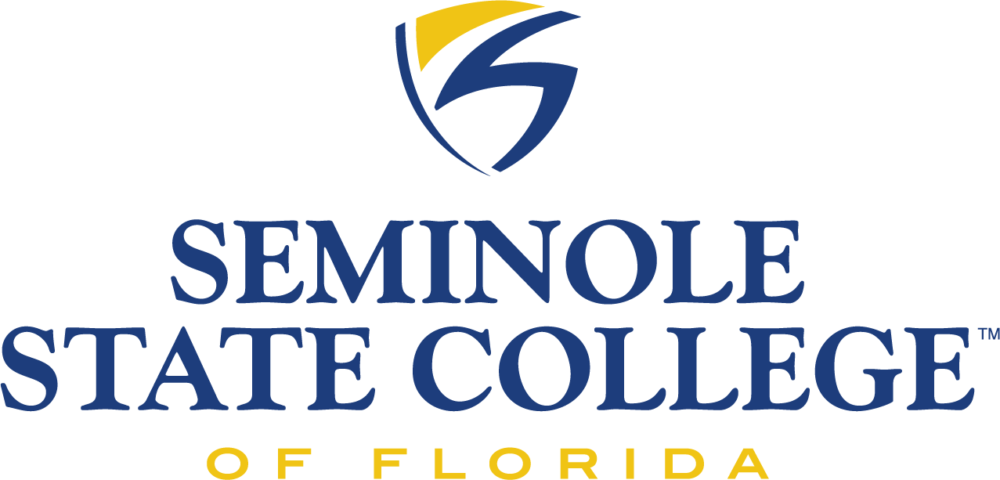 SEMINOLE
STATE COLLEGE™
OF FLORIDA